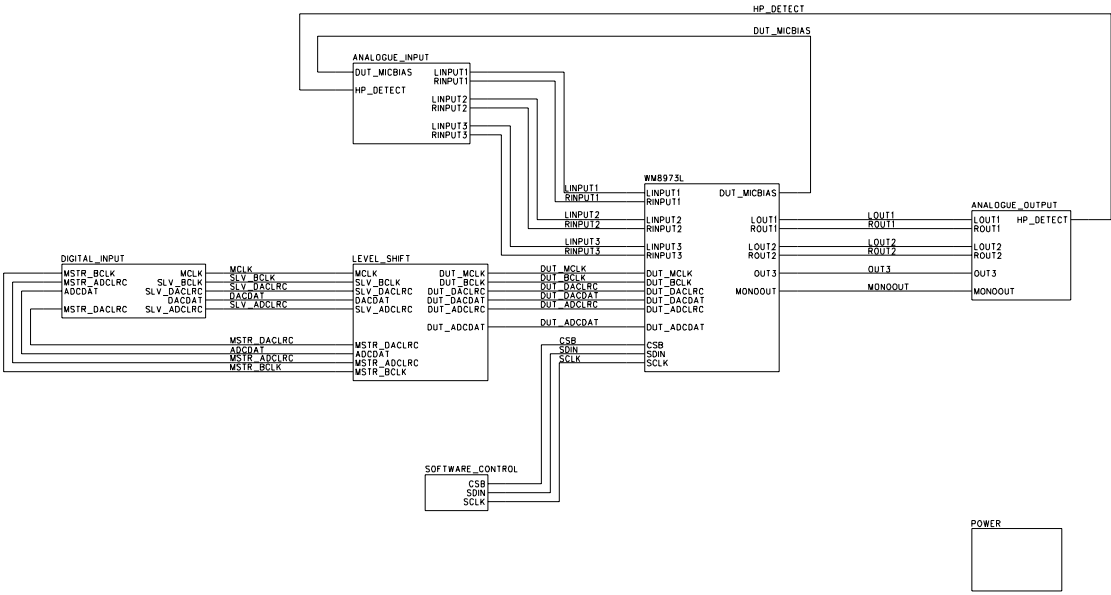 HP_DETECT
DUT_MICBIAS
ANALOGUE_INPUT
DUT_MICBIAS
HP_DETECT
LINPUT1
RINPUT1
LINPUT2
RINPUT2
LINPUT3
RINPUT3
LINPUT1
RINPUT1
LINPUT2
RINPUT2
LINPUT3
RINPUT3
WM8973L
LINPUT1
RINPUT1
LINPUT2
RINPUT2
LINPUT3
RINPUT3
DUT_MCLK
DUT_BCLK
DUT_DACLRC
DUT_DACDAT
DUT_ADCLRC
DUT_ADCDAT
CSB
SDIN
SCLK
DUT_MICBIAS
LOUT1
ROUT1
LOUT2
ROUT2
OUT3
MONOOUT
LOUT1
ROUT1
LOUT2
ROUT2
OUT3
MONOOUT
ANALOGUE_OUTPUT
LOUT1
ROUT1
LOUT2
ROUT2
OUT3
MONOOUT
HP_DETECT
DIGITAL_INPUT
MSTR_BCLK
MSTR_ADCLRC
ADCDAT
MSTR_DACLRC
MCLK
SLV_BCLK
SLV_DACLRC
DACDAT
SLV_ADCLRC
MCLK
SLV_BCLK
SLV_DACLRC
DACDAT
SLV_ADCLRC
MSTR_DACLRC
ADCDAT
MSTR_ADCLRC
MSTR_BCLK
LEVEL_SHIFT
MCLK
SLV_BCLK
SLV_DACLRC
DACDAT
SLV_ADCLRC
MSTR_DACLRC
ADCDAT
MSTR_ADCLRC
MSTR_BCLK
DUT_MCLK
DUT_BCLK
DUT_DACLRC
DUT_DACDAT
DUT_ADCLRC
DUT_ADCDAT
DUT_MCLK
DUT_BCLK
DUT_DACLRC
DUT_DACDAT
DUT_ADCLRC
DUT_ADCDAT
CSB
SDIN
SCLK
SOFTWARE_CONTROL
CSB
SDIN
SCLK
POWER